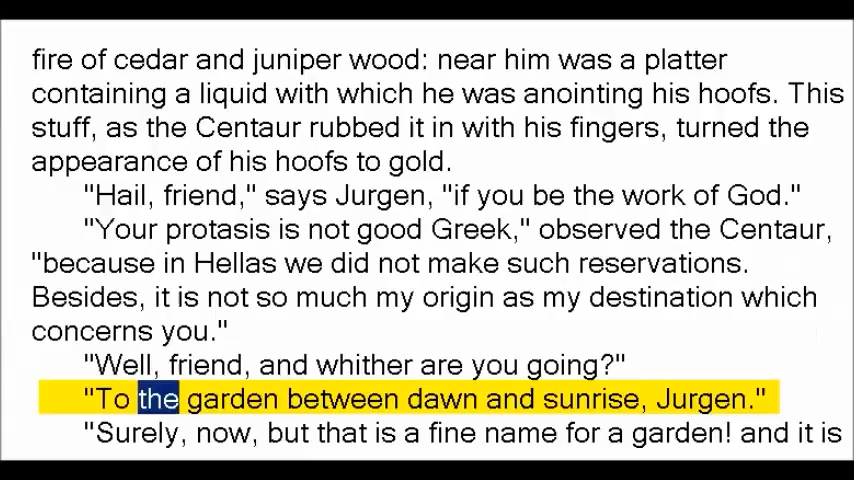 fire of cedar and juniper wood: near him was a platter
containing a liquid with which he was anointing his hoofs. This
stuff, as the Centaur rubbed it in with his fingers, turned the
appearance of his hoofs to gold.
"Hail, friend," says Jurgen, "if you be the work of God."
"Your protasis is not good Greek," observed the Centaur,
"because in Hellas we did not make such reservations.
Besides, it is not so much my origin as my destination which
concerns you."
"Well, friend, and whither are you going?"
"To the garden between dawn and sunrise, Jurgen."
"Surely, now, but that is a fine name for a garden! and it is